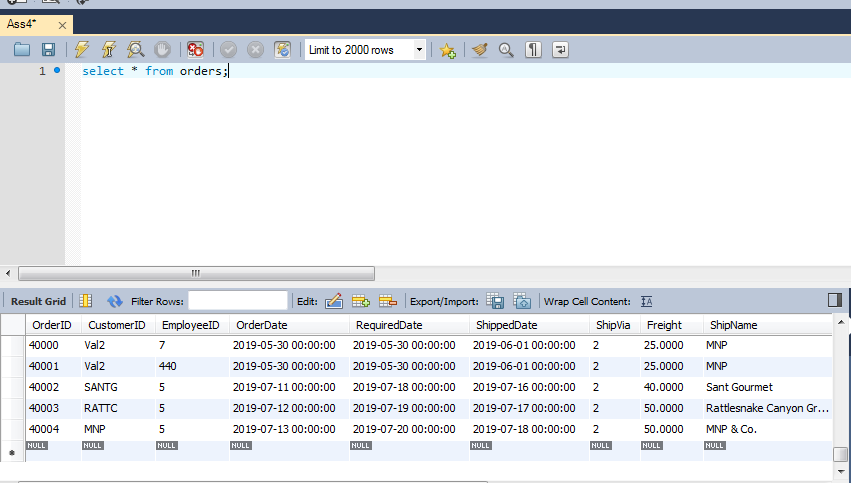 Ass4*
Limit to 2000 rows
1 select * from orders;
Result Grid Filter Rows: Edit: Export/Import: Wrap Cell Content: IA
OrderID CustomerID EmployeeID OrderDate RequiredDate ShippedDate ShipVia Freight ShipName
40000 Val2 7 2019-05-30 00:00:00 2019-05-30 00:00:00 2019-06-01 00:00:00 2 25.0000 MNP
40001 Val2 440 2019-05-30 00:00:00 2019-05-30 00:00:00 2019-06-01 00:00:00 2 25.0000 MNP
40002 SANTG 5 2019-07-11 00:00:00 2019-07-18 00:00:00 2019-07-16 00:00:00 2 40.0000 Sant Gourmet
40003 RATTC 5 2019-07-12 00:00:00 2019-07-19 00:00:00 2019-07-17 00:00:00 2 50.0000 Rattlesnake Canyon Gr...
40004 MNP 5 2019-07-13 00:00:00 2019-07-20 00:00:00 2019-07-18 00:00:00 2 50.0000 MNP & Co.
* NULL NULL NULL NULL NULL NULL NULL NULL NULL